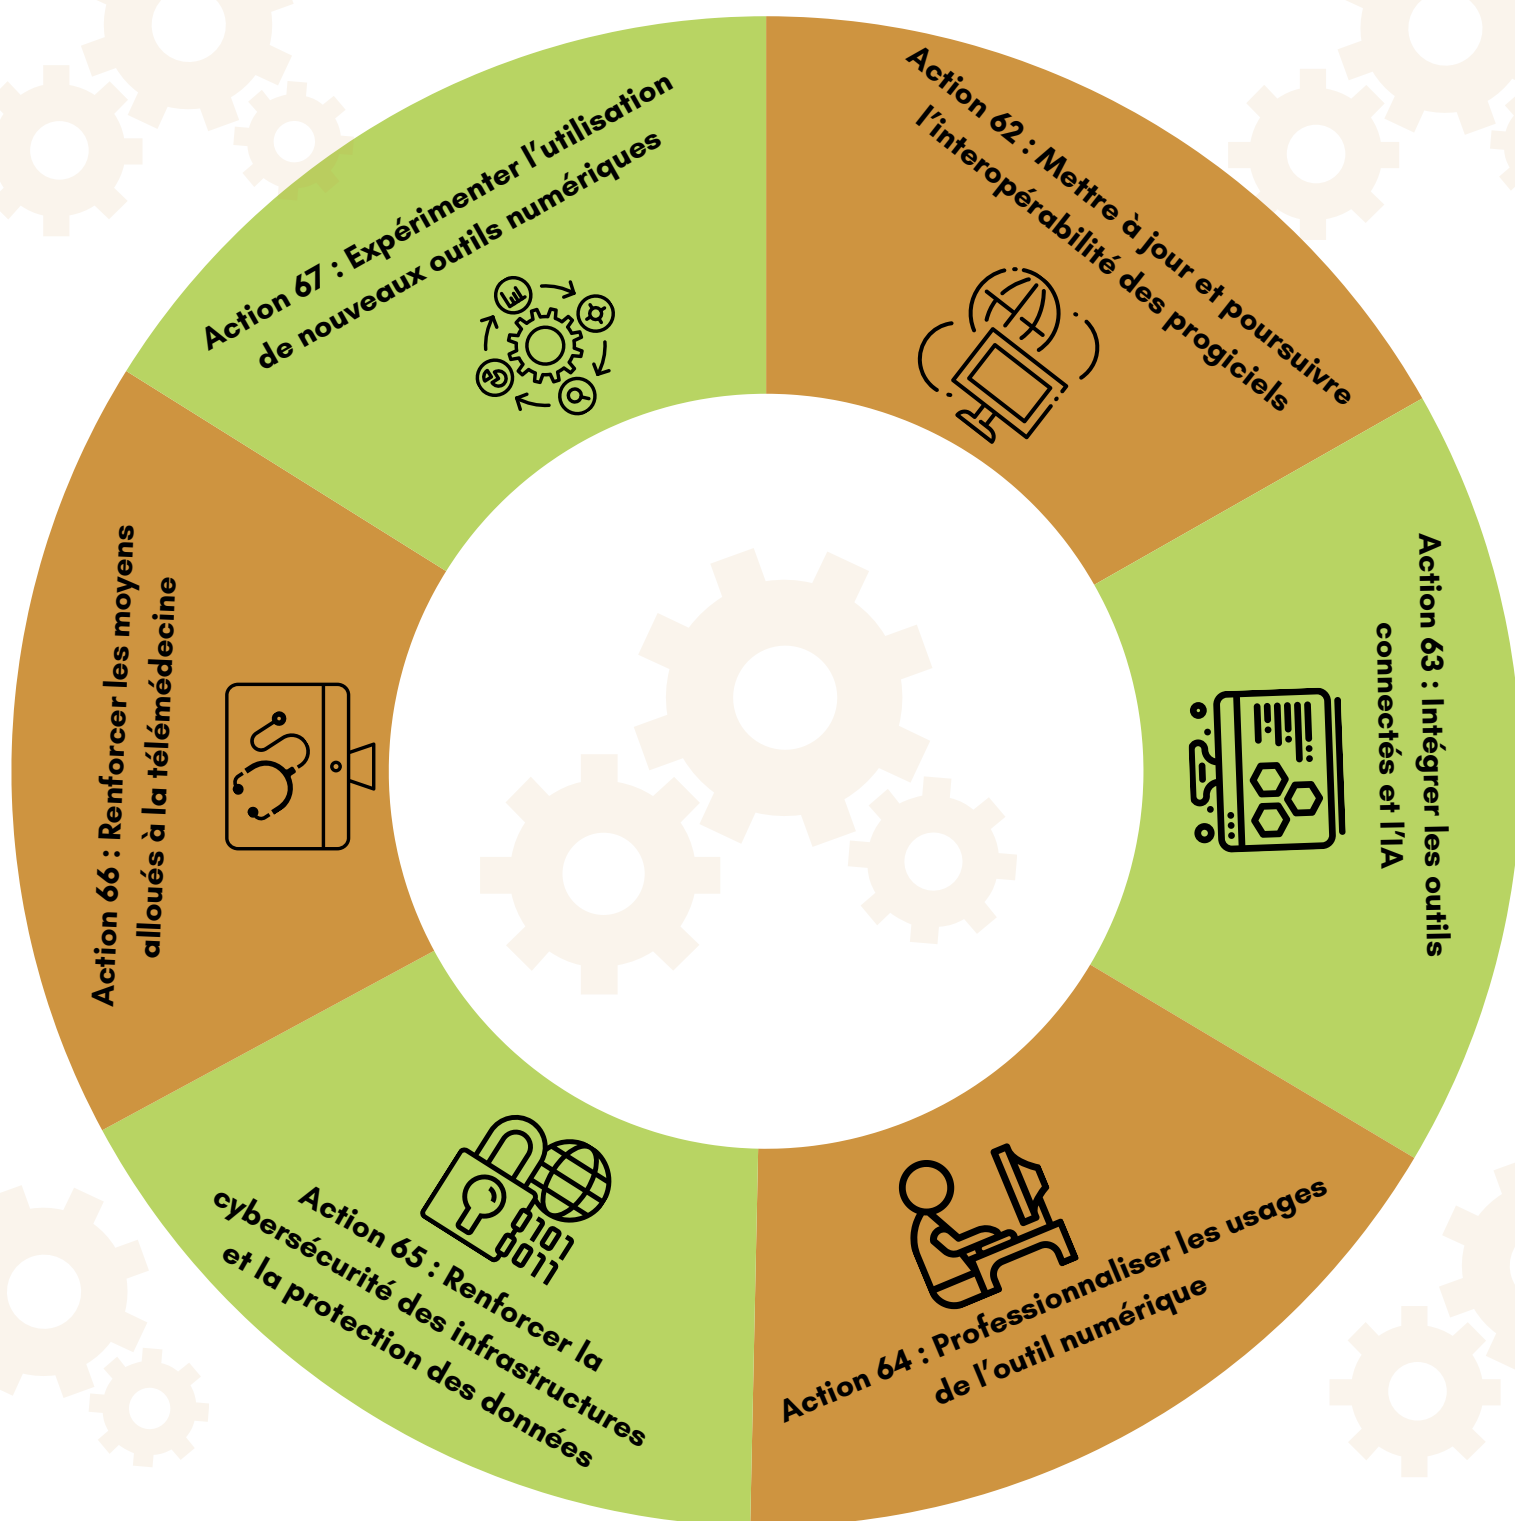 Action 62 : Mettre à jour et poursuivre
l'interopérabilité des progiciels
Action 63 : Intégrer les outils
connectés et l'IA
Action 64 : Professionnaliser les usages
de l'outil numérique
Action 65 : Renforcer la
cybersécurité des infrastructures
et la protection des données
0101
0011
Action 66 : Renforcer les moyens
alloués à la télémédecine
Action 67 : Expérimenter l'utilisation
de nouveaux outils numériques